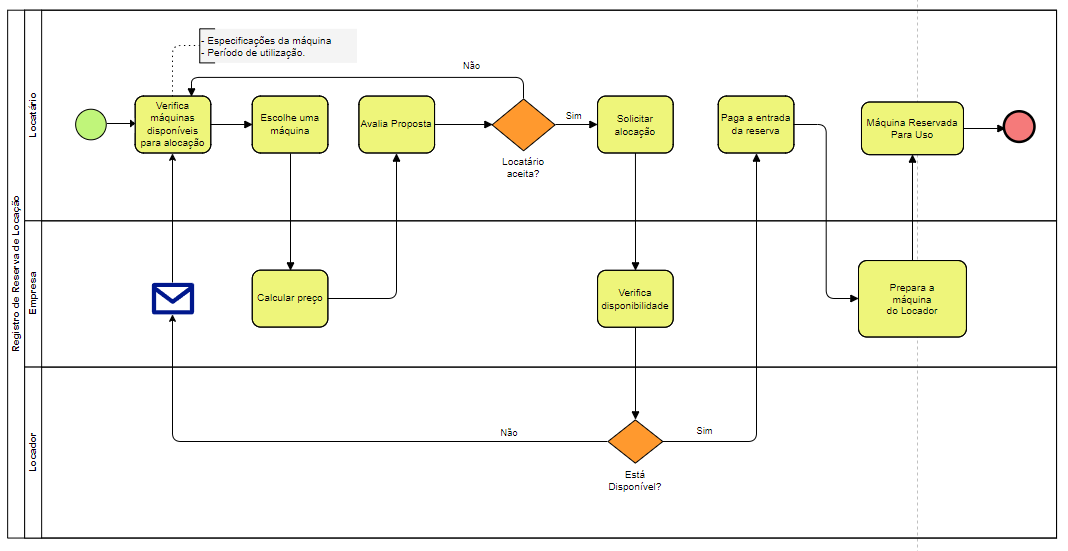 Registro de Reserva de Locação
Locatário
- Especificações da máquina
- Período de utilização.
Não
Verifica
máquinas
disponíveis
para alocação
Escolhe uma
máquina
Avalia Proposta
Locatário
aceita?
Sim
Solicitar
alocação
Paga a entrada
da reserva
Máquina Reservada
Para Uso
Empresa
Calcular preço
Verifica
disponibilidade
Prepara a
máquina
do Locador
Locador
Não
Sim
Está
Disponível?